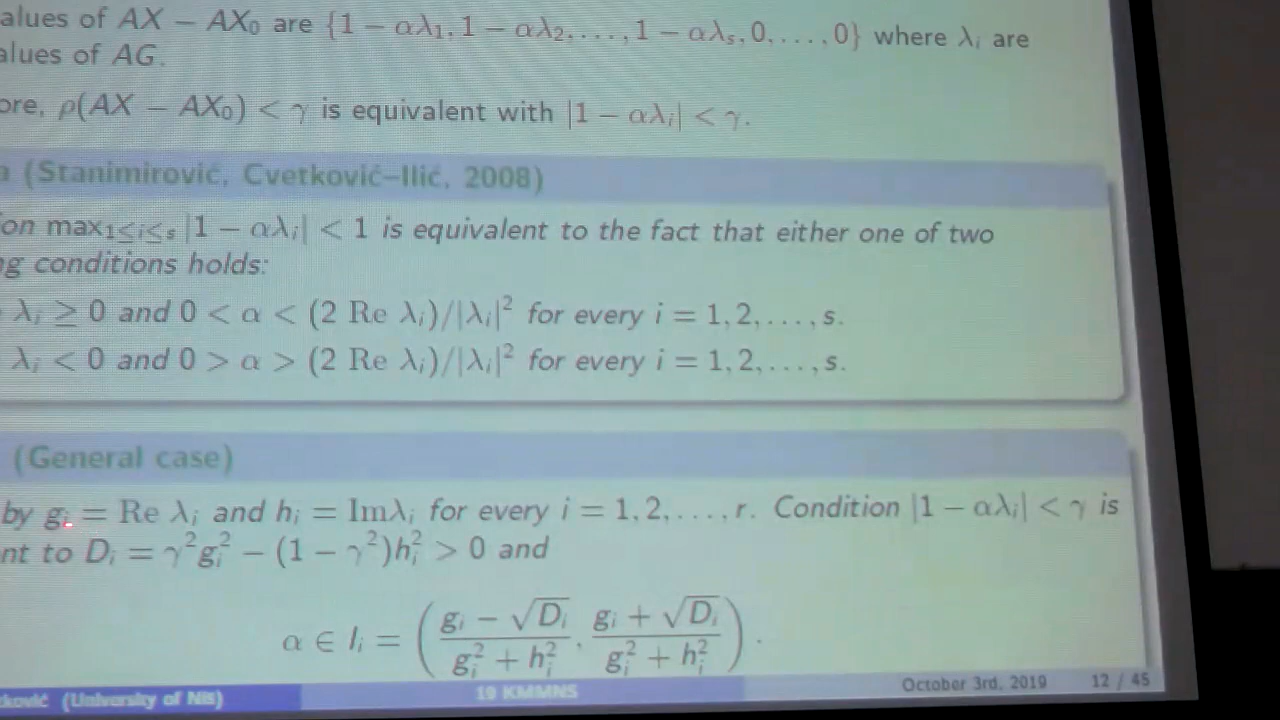 alues of AX − AX₀ are {1 − αλ₁, 1 − αλ₂, . . . , 1 − αλₛ, 0, . . . , 0} where λᵢ are
alues of AG.
ore, ρ(AX − AX₀) < γ is equivalent with |1 − αλᵢ| < γ.
a (Stanimirović, Cvetković–Ilić, 2008)
on max₁≤ᵢ≤ₛ |1 − αλᵢ| < 1 is equivalent to the fact that either one of two
g conditions holds:
λᵢ ≥ 0 and 0 < α < (2 Re λᵢ)/|λᵢ|² for every i = 1, 2, . . . , s.
λᵢ < 0 and 0 > α > (2 Re λᵢ)/|λᵢ|² for every i = 1, 2, . . . , s.
(General case)
by gᵢ = Re λᵢ and hᵢ = Imλᵢ for every i = 1, 2, . . . , r. Condition |1 − αλᵢ| < γ is
nt to Dᵢ = γ²gᵢ² − (1 − γ²)hᵢ² > 0 and
α ∈ Iᵢ = ( (gᵢ − √Dᵢ)/(gᵢ² + hᵢ²), (gᵢ + √Dᵢ)/(gᵢ² + hᵢ²) ).
tković (University of Nis) 19 KMMNS October 3rd, 2019 12 / 45